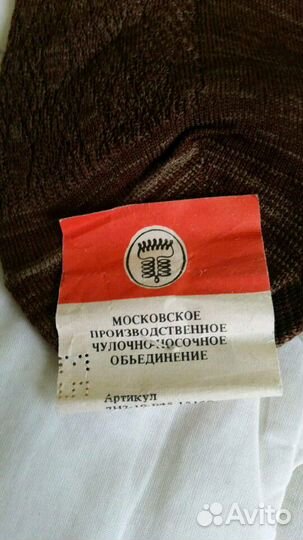 МОСКОВСКОЕ
ПРОИЗВОДСТВЕННОЕ
ЧУЛОЧНО-НОСОЧНОЕ
ОБЪЕДИНЕНИЕ
Артикул
Avito